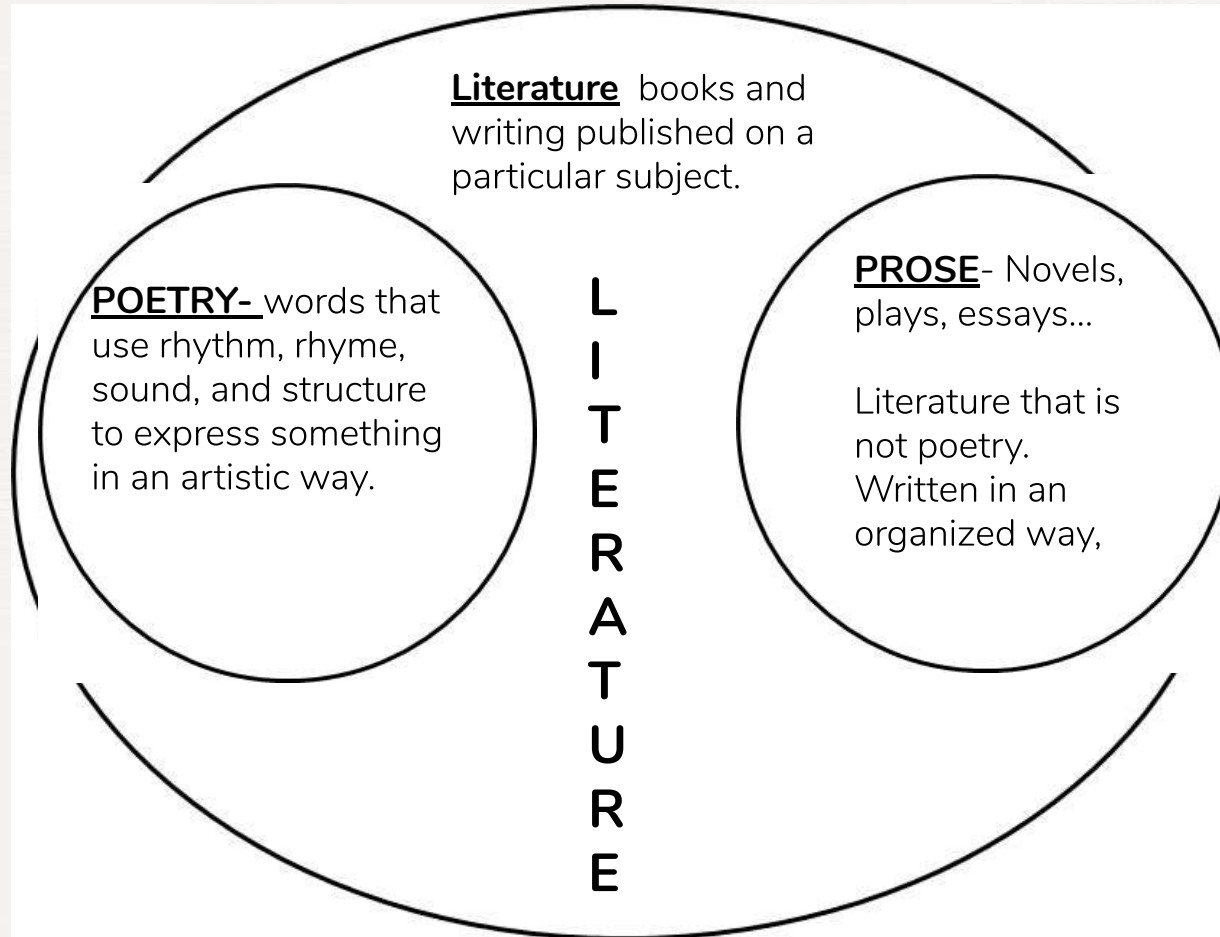 Literature books and
writing published on a
particular subject.
POETRY- words that
use rhythm, rhyme,
sound, and structure
to express something
in an artistic way.
L
I
T
E
R
A
T
U
R
E
PROSE- Novels,
plays, essays...
Literature that is
not poetry.
Written in an
organized way,